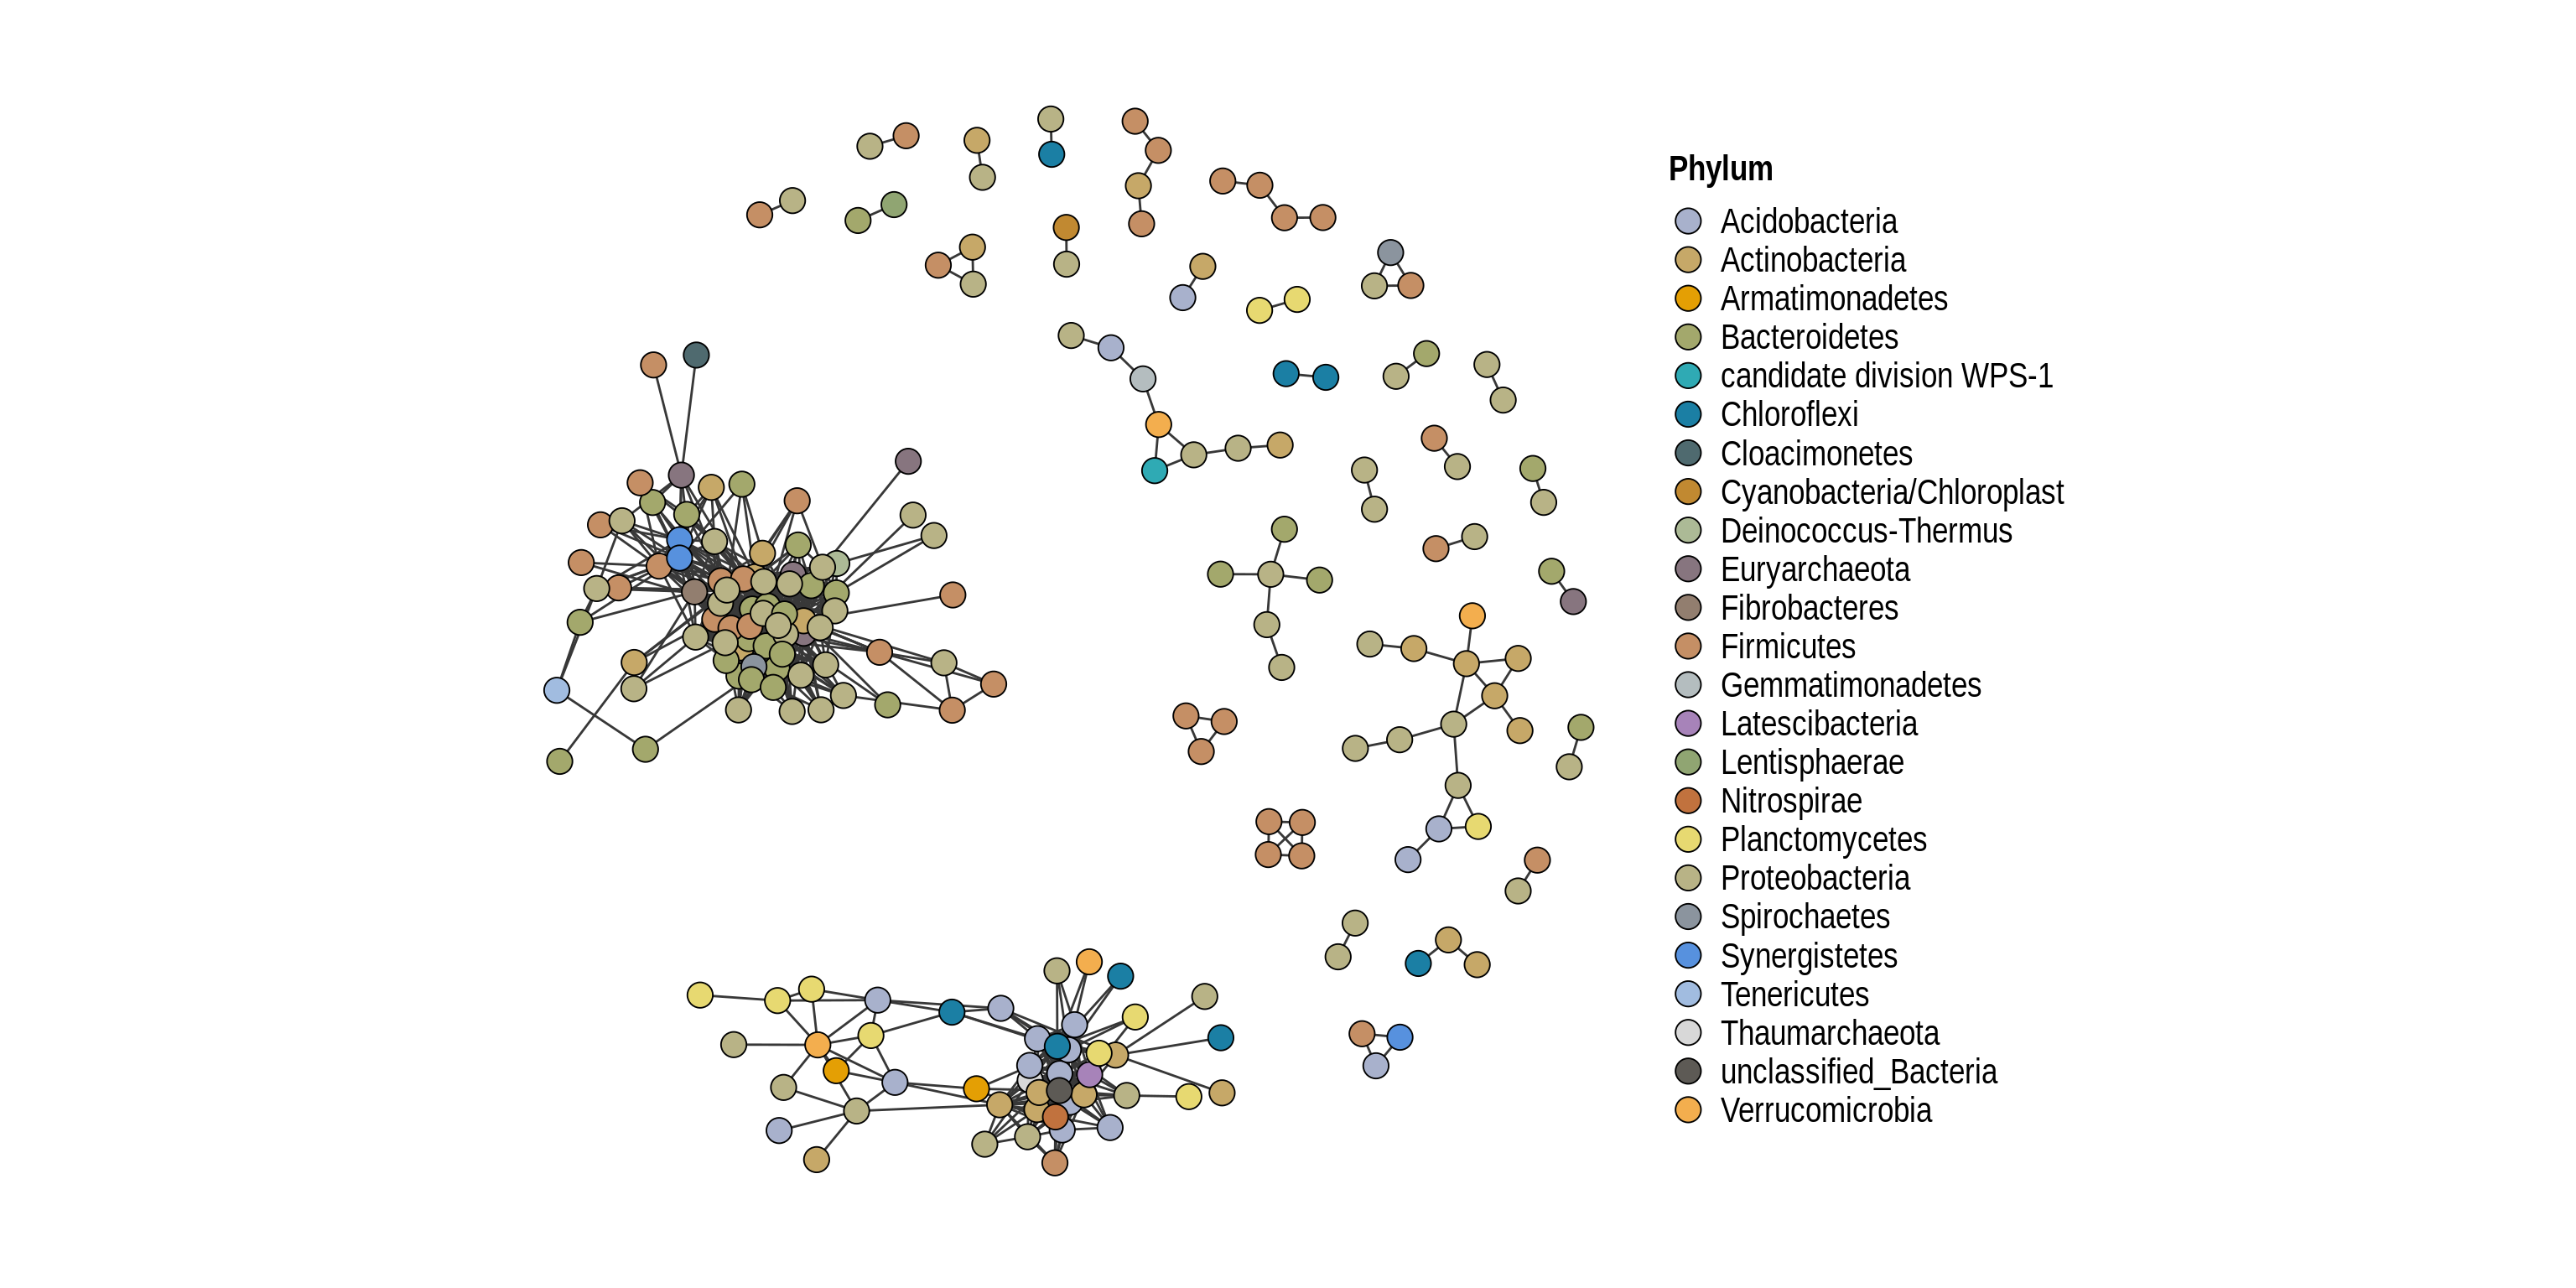 Phylum
Acidobacteria
Actinobacteria
Armatimonadetes
Bacteroidetes
candidate division WPS-1
Chloroflexi
Cloacimonetes
Cyanobacteria/Chloroplast
Deinococcus-Thermus
Euryarchaeota
Fibrobacteres
Firmicutes
Gemmatimonadetes
Latescibacteria
Lentisphaerae
Nitrospirae
Planctomycetes
Proteobacteria
Spirochaetes
Synergistetes
Tenericutes
Thaumarchaeota
unclassified_Bacteria
Verrucomicrobia